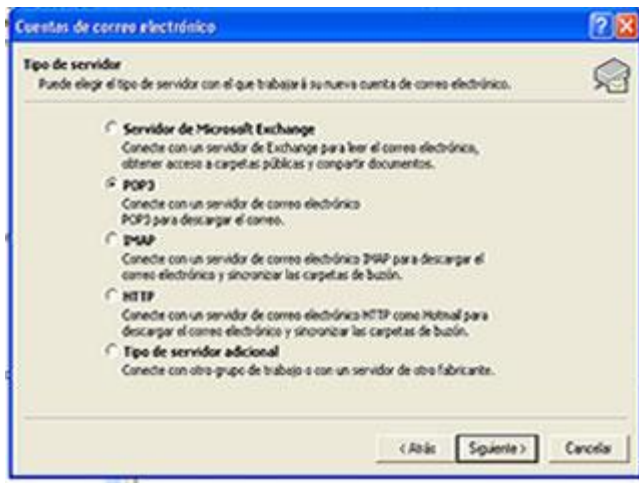 Cuentas de correo electrónico
Tipo de servidor
Puede elegir el tipo de servidor con el que trabajará su nueva cuenta de correo electrónico.
Servidor de Microsoft Exchange
Conecte con un servidor de Exchange para leer el correo electrónico,
obtener acceso a carpetas públicas y compartir documentos.
POP3
Conecte con un servidor de correo electrónico
POP3 para descargar el correo.
IMAP
Conecte con un servidor de correo electrónico IMAP para descargar el
correo electrónico y sincronizar las carpetas de buzón.
HTTP
Conecte con un servidor de correo electrónico HTTP como Hotmail para
descargar el correo electrónico y sincronizar las carpetas de buzón.
Tipo de servidor adicional
Conecte con otro grupo de trabajo o con un servidor de otro fabricante.
< Atrás Siguiente > Cancelar